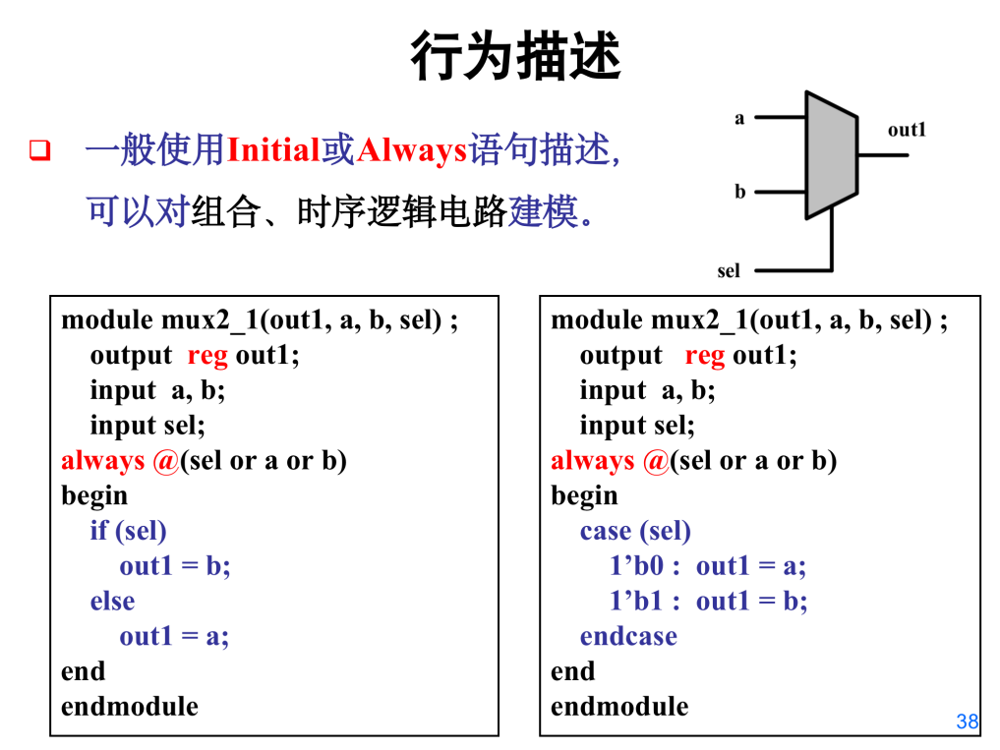 行为描述
一般使用Initial或Always语句描述,
可以对组合、时序逻辑电路建模。
a
out1
b
sel
module mux2_1(out1, a, b, sel) ;
output reg out1;
input a, b;
input sel;
always @(sel or a or b)
begin
if (sel)
out1 = b;
else
out1 = a;
end
endmodule
module mux2_1(out1, a, b, sel) ;
output reg out1;
input a, b;
input sel;
always @(sel or a or b)
begin
case (sel)
1’b0 : out1 = a;
1’b1 : out1 = b;
endcase
end
endmodule
38